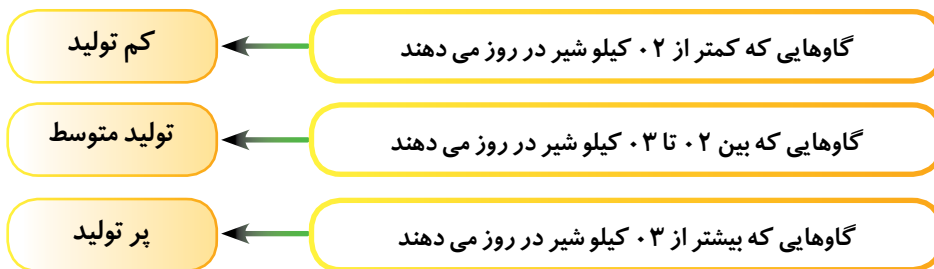 گاوهایی که کمتر از ۰۲ کیلو شیر در روز می دهند
کم تولید
گاوهایی که بین ۰۲ تا ۰۳ کیلو شیر در روز می دهند
تولید متوسط
گاوهایی که بیشتر از ۰۳ کیلو شیر در روز می دهند
پر تولید